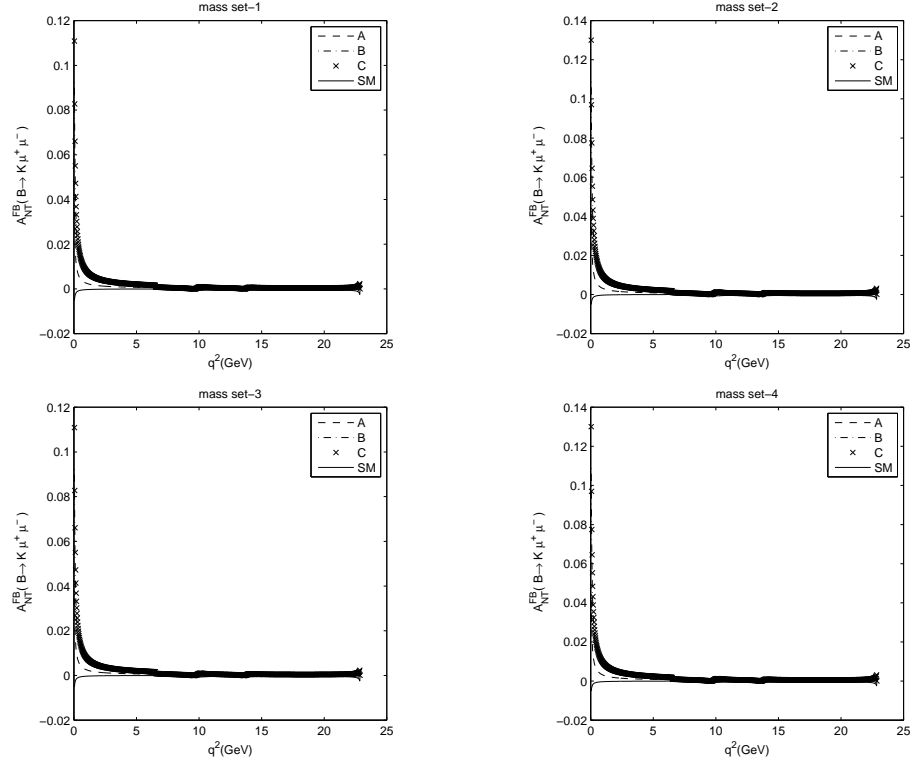 mass set−1
0.12
0.1
0.08
0.06
0.04
0.02
0
−0.02
A_NT^FB( B→ K μ+ μ−)
0 5 10 15 20 25
q²(GeV)
A
B
C
SM
mass set−2
0.14
0.12
0.1
0.08
0.06
0.04
0.02
0
−0.02
A_NT^FB( B→ K μ+ μ−)
0 5 10 15 20 25
q²(GeV)
A
B
C
SM
mass set−3
0.12
0.1
0.08
0.06
0.04
0.02
0
−0.02
A_NT^FB( B→ K μ+ μ−)
0 5 10 15 20 25
q²(GeV)
A
B
C
SM
mass set−4
0.14
0.12
0.1
0.08
0.06
0.04
0.02
0
−0.02
A_NT^FB( B→ K μ+ μ−)
0 5 10 15 20 25
q²(GeV)
A
B
C
SM